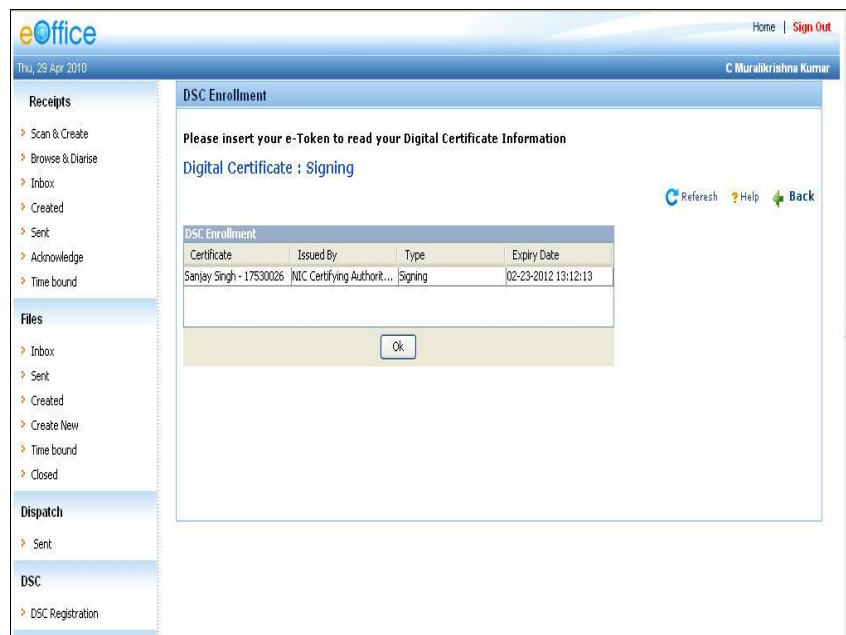 eOffice
Home | Sign Out
Thu, 29 Apr 2010
C Muralikrishna Kumar
Receipts
Scan & Create
Browse & Diarise
Inbox
Created
Sent
Acknowledge
Time bound
Files
Inbox
Sent
Created
Create New
Time bound
Closed
Dispatch
Sent
DSC
DSC Registration
DSC Enrollment
Please insert your e-Token to read your Digital Certificate Information
Digital Certificate : Signing
Referesh ? Help Back
DSC Enrollment
Certificate Issued By Type Expiry Date
Sanjay Singh - 17530026 NIC Certifying Authorit... Signing 02-23-2012 13:12:13
Ok